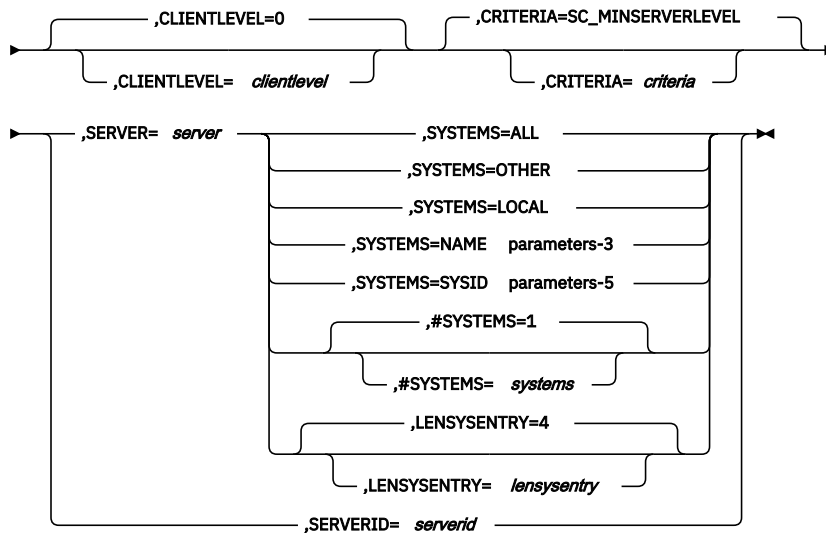 ,CLIENTLEVEL=0 ,CRITERIA=SC_MINSERVERLEVEL
,CLIENTLEVEL= clientlevel ,CRITERIA= criteria
,SERVER= server ,SYSTEMS=ALL
,SYSTEMS=OTHER
,SYSTEMS=LOCAL
,SYSTEMS=NAME parameters-3
,SYSTEMS=SYSID parameters-5
,#SYSTEMS=1
,#SYSTEMS= systems
,LENSYSENTRY=4
,LENSYSENTRY= lensysentry
,SERVERID= serverid